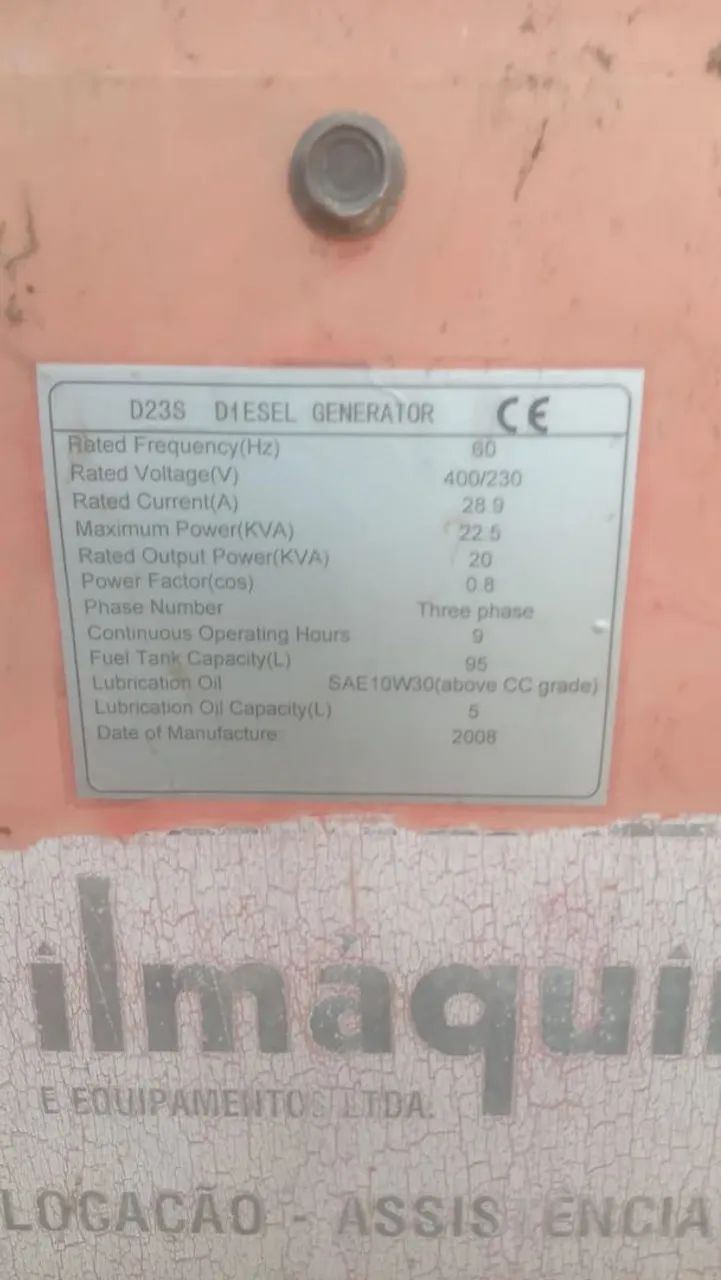 D23S D1ESEL GENERATOR CE
Rated Frequency(Hz) 60
Rated Voltage(V) 400/230
Rated Current(A) 28.9
Maximum Power(KVA) 22.5
Rated Output Power(KVA) 20
Power Factor(cos) 0.8
Phase Number Three phase
Continuous Operating Hours 9
Fuel Tank Capacity(L) 95
Lubrication Oil SAE10W30(above CC grade)
Lubrication Oil Capacity(L) 5
Date of Manufacture: 2008
ilmáqui
E EQUIPAMENTOS LTDA.
LOCAÇÃO - ASSISTENCIA